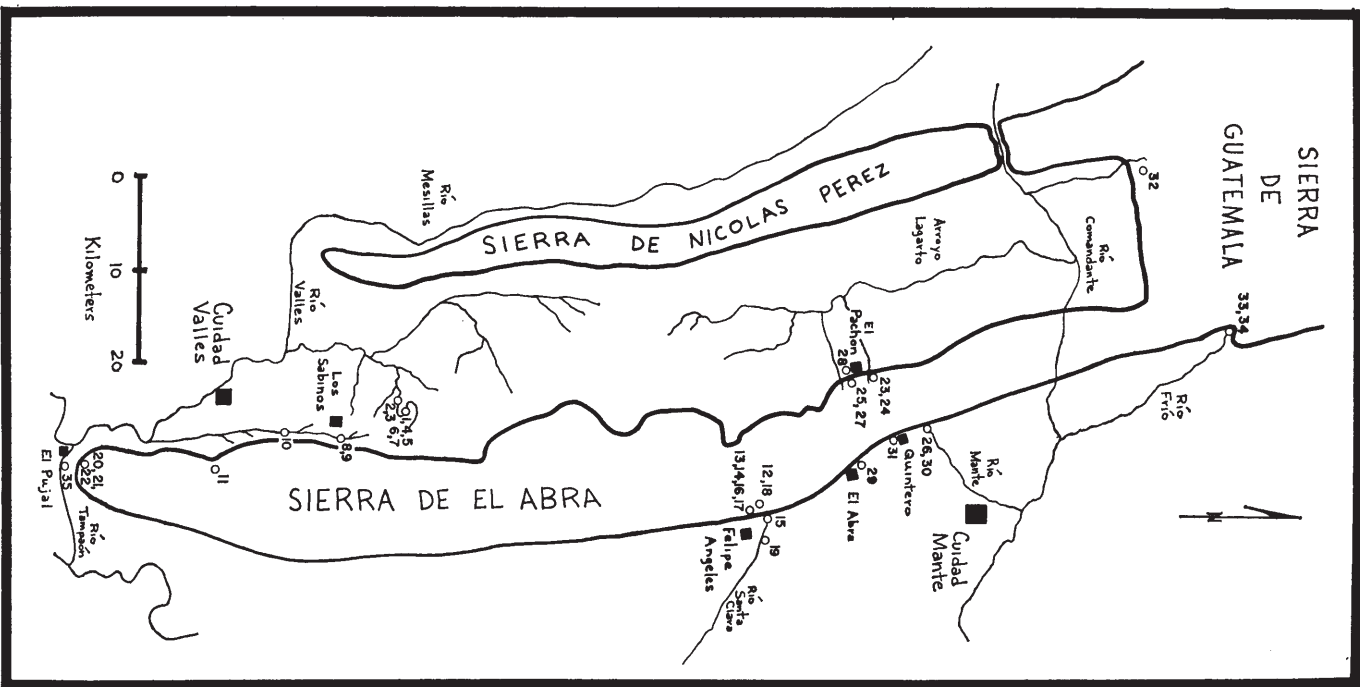 SIERRA
DE
GUATEMALA
33,34
Río
Frío
32
Río
Comandante
Arroyo
Lagarto
SIERRA DE NICOLAS PEREZ
Río
Mesillas
El
Pachon
28
23,24
25,27
26,30
Río
Mante
Cuidad
Mante
31
Quintero
29
El Abra
12,18
13,14,16,17
15
19
Felipe
Angeles
Río
Santa
Clara
SIERRA DE EL ABRA
Río
Valles
Cuidad
Valles
Los
Sabinos
1,4,5
2,3,6,7
8,9
10
11
20,21,
22
35
El Pujal
Río
Tampaón
N
0 10 20
Kilometers